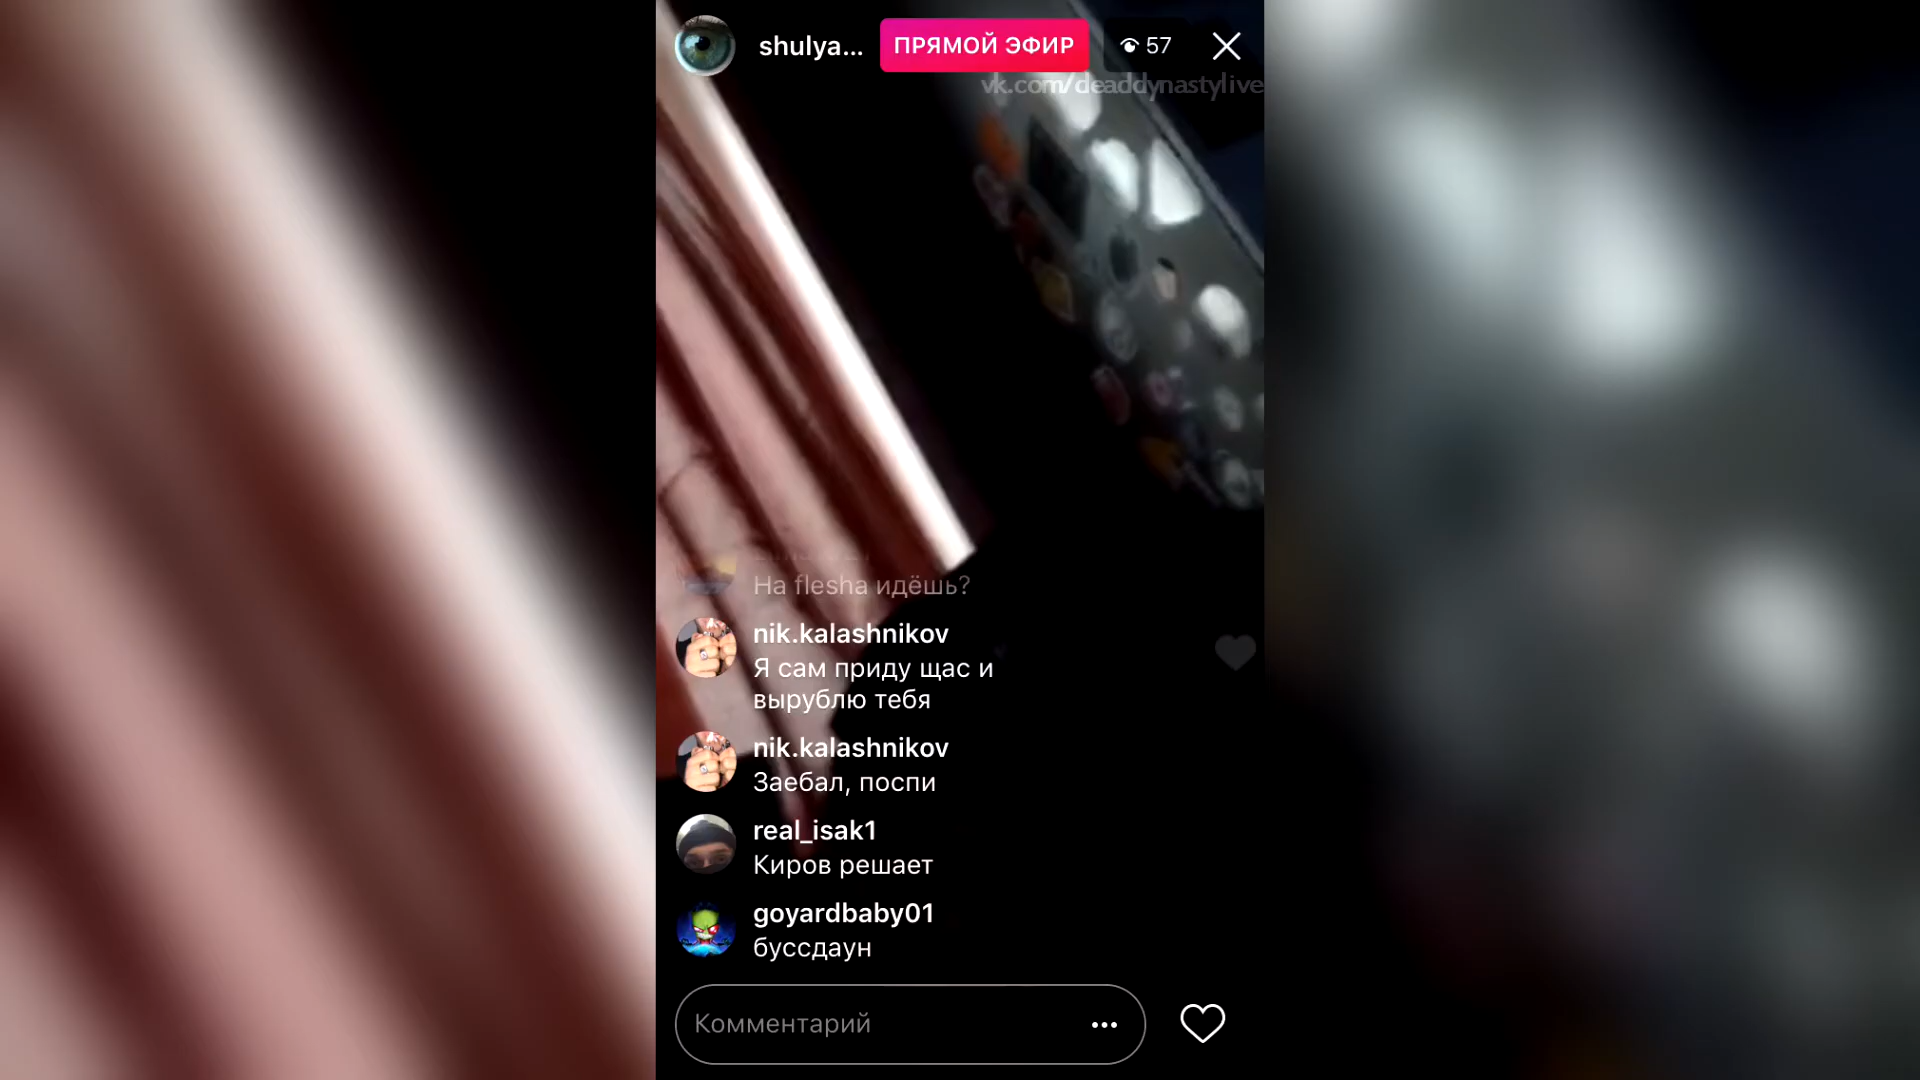 shulya...
ПРЯМОЙ ЭФИР
57
vk.com/deaddynastylive
На flesha идёшь?
nik.kalashnikov
Я сам приду щас и
вырублю тебя
nik.kalashnikov
Заебал, поспи
real_isak1
Киров решает
goyardbaby01
буссдаун
Комментарий